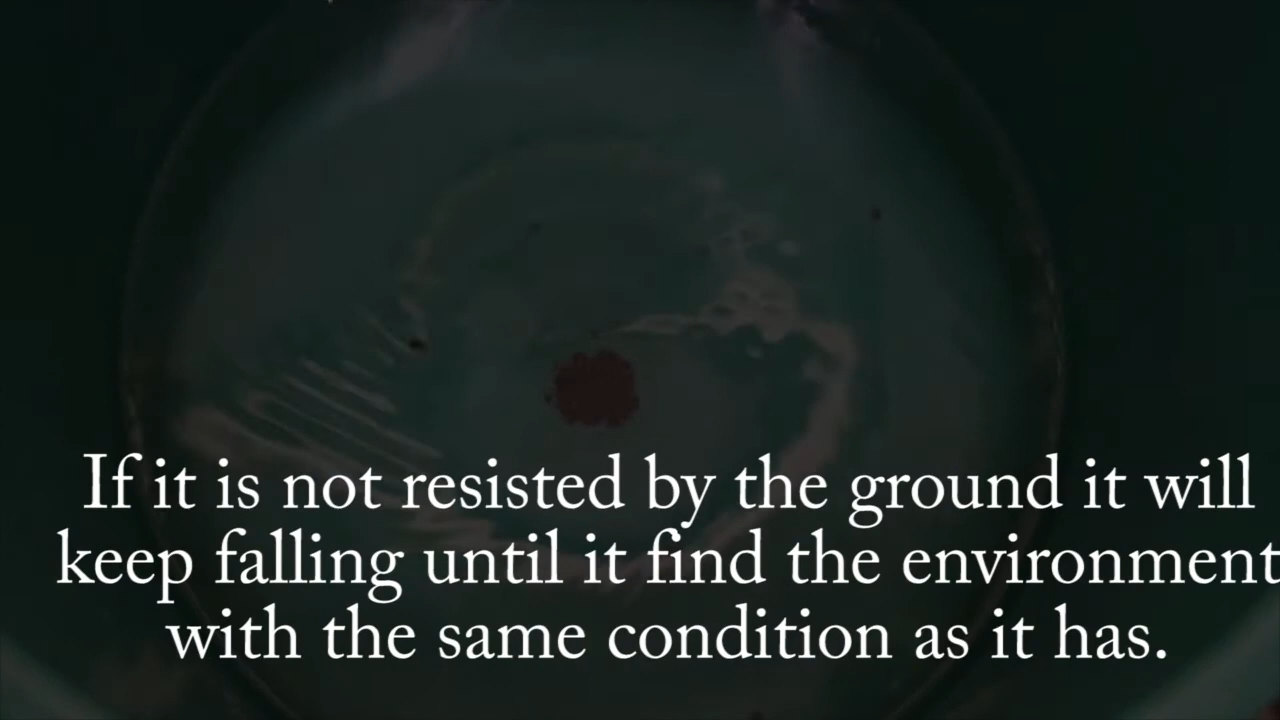 If it is not resisted by the ground it will
keep falling until it find the environment
with the same condition as it has.